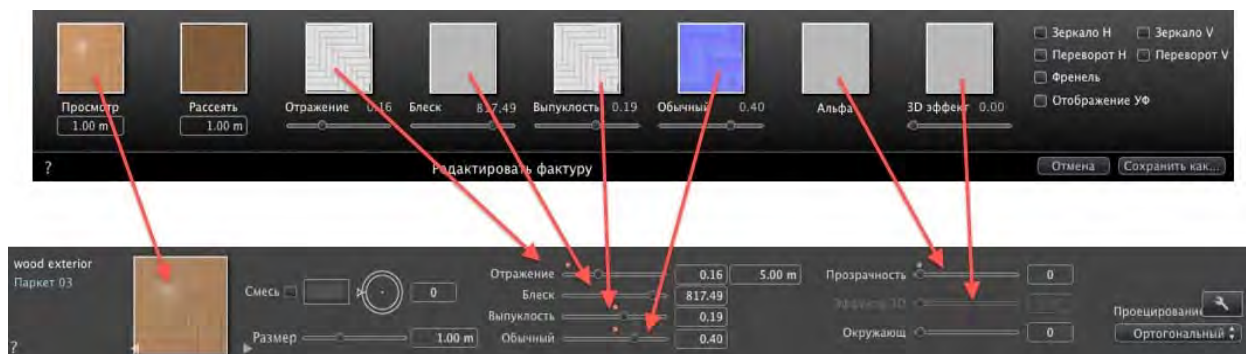 Зеркало H Зеркало V
Переворот H Переворот V
Френель
Отображение УФ
Просмотр Рассеять Отражение 0.16 Блеск 817.49 Выпуклость 0.19 Обычный 0.40 Альфа 3D эффект 0.00
1.00 m 1.00 m
? Редактировать фактуру Отмена Сохранить как...
wood exterior
Паркет 03
Отражение 0.16 5.00 m Прозрачность 0
Смесь 0 Блеск 817.49
Выпуклость 0.19
Размер 1.00 m Обычный 0.40 Окружающ 0
Проецирование
Ортогональный
?